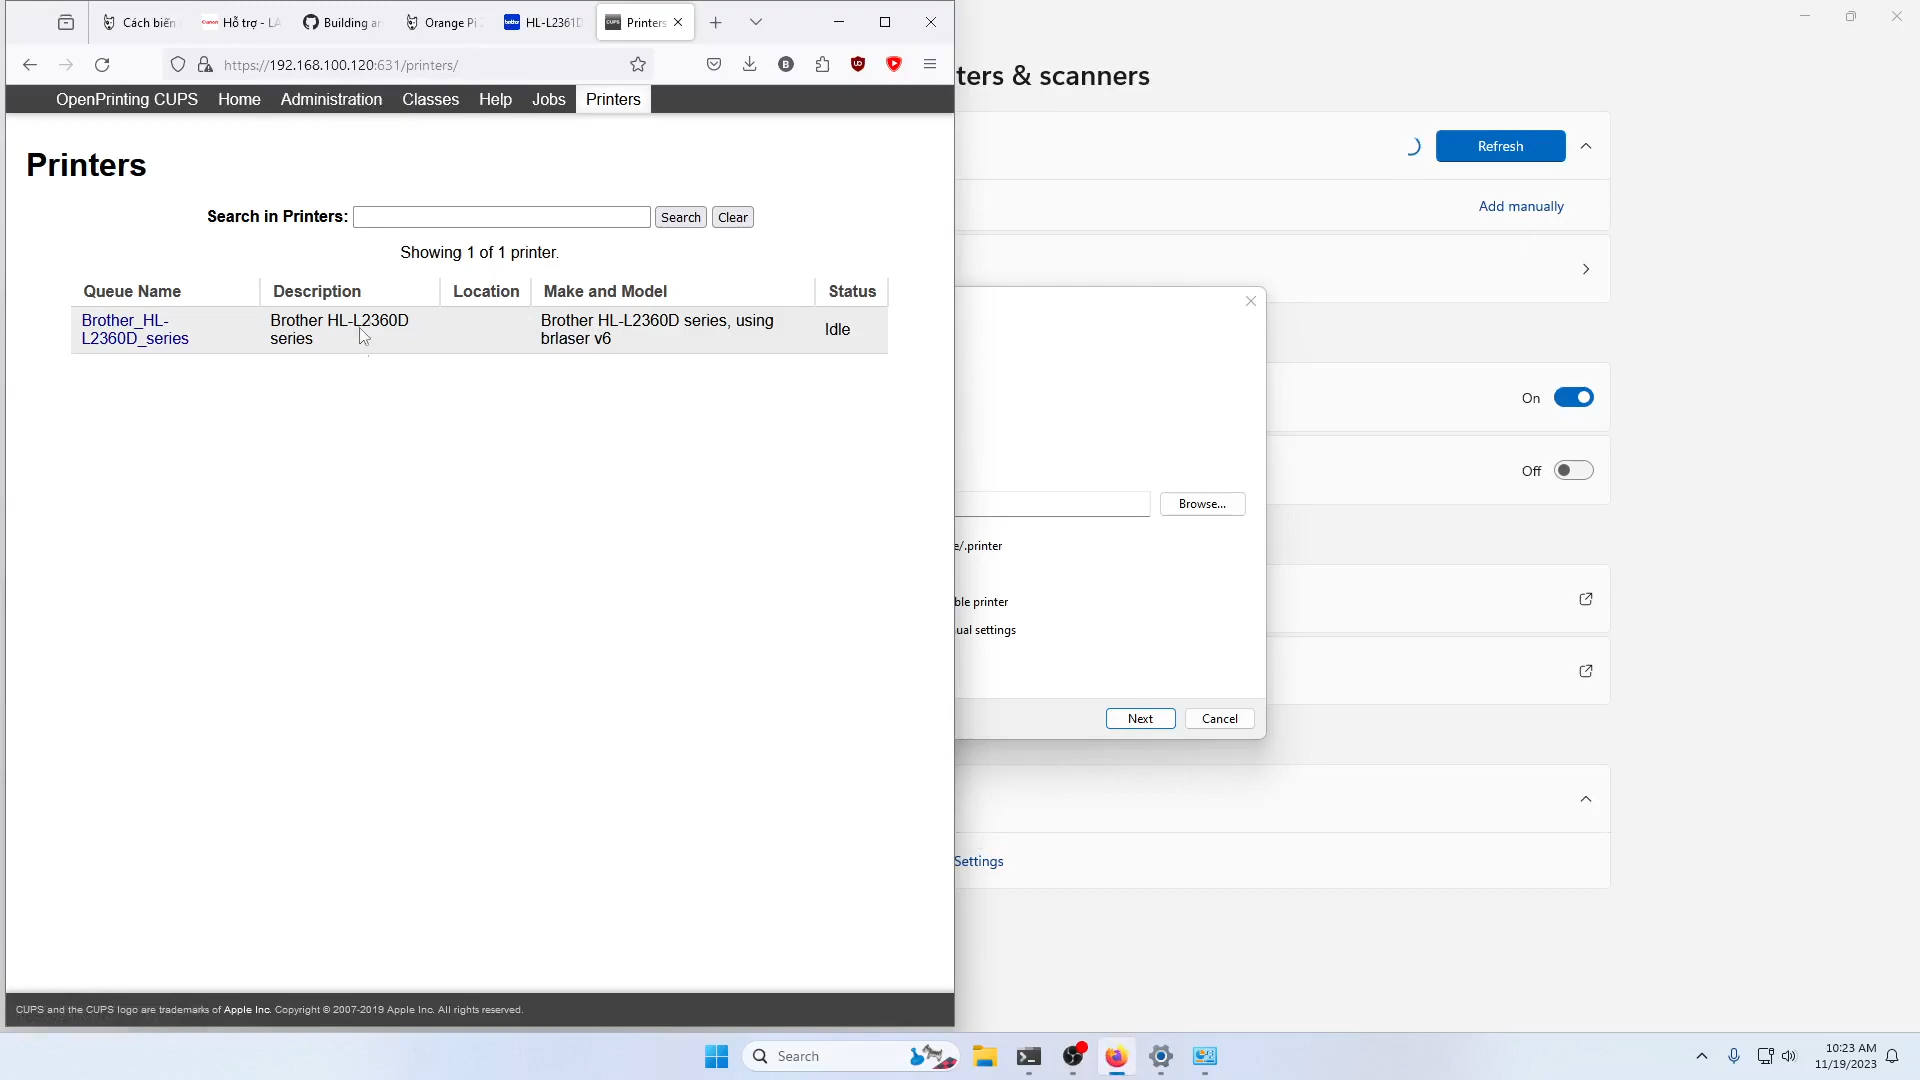 Cách biến
Hỗ trợ - LA
Building an
Orange Pi Z
HL-L2361D
Printers
https://192.168.100.120:631/printers/
OpenPrinting CUPS Home Administration Classes Help Jobs Printers
Printers
Search in Printers: Search Clear
Showing 1 of 1 printer.
Queue Name Description Location Make and Model Status
Brother_HL-
L2360D_series
Brother HL-L2360D
series
Brother HL-L2360D series, using
brlaser v6
Idle
CUPS and the CUPS logo are trademarks of Apple Inc. Copyright © 2007-2019 Apple Inc. All rights reserved.
ters & scanners
Refresh
Add manually
On
Off
Browse...
e/.printer
ble printer
ual settings
Next Cancel
Settings
Search
10:23 AM
11/19/2023